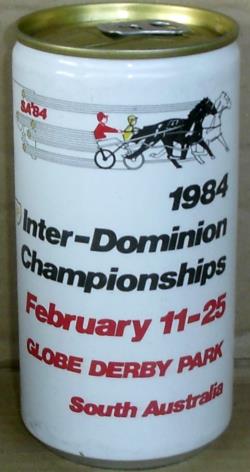 SA'84
1984
Inter-Dominion
Championships
February 11-25
GLOBE DERBY PARK
South Australia